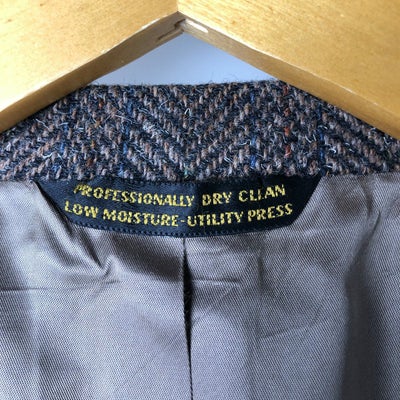 PROFESSIONALLY DRY CLEAN
LOW MOISTURE-UTILITY PRESS